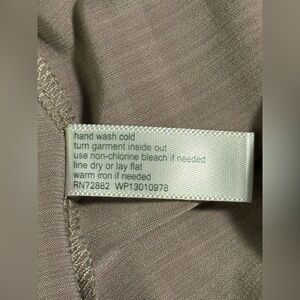 hand wash cold
turn garment inside out
use non-chlorine bleach if needed
line dry or lay flat
warm iron if needed
RN72882 WP13010978